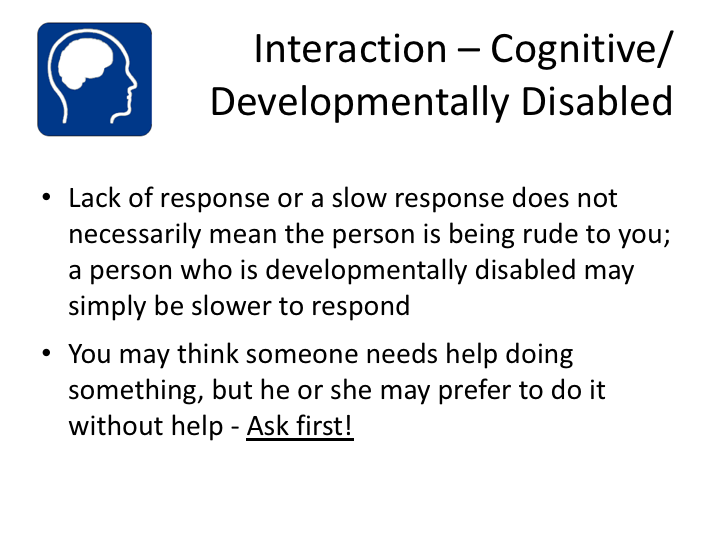 Interaction – Cognitive/
Developmentally Disabled
• Lack of response or a slow response does not
necessarily mean the person is being rude to you;
a person who is developmentally disabled may
simply be slower to respond
• You may think someone needs help doing
something, but he or she may prefer to do it
without help - Ask first!